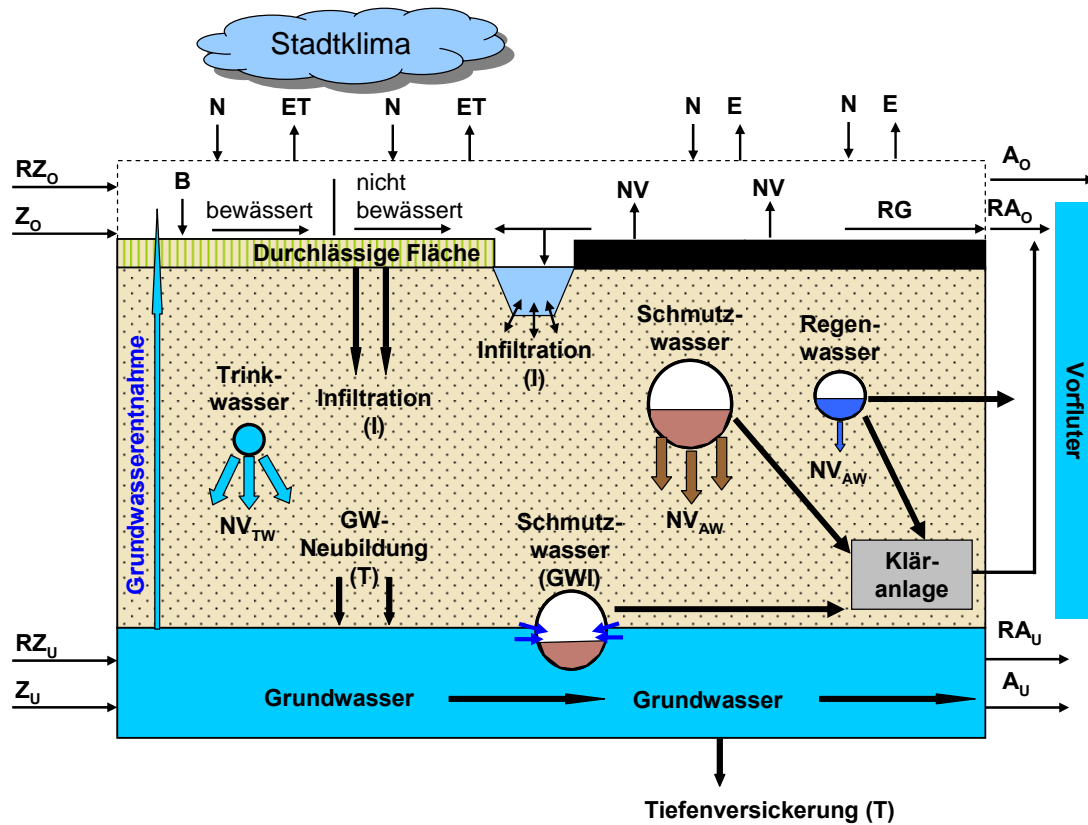 Stadtklima
N ET N ET N E N E
RZO
AO
B
nicht
bewässert
bewässert
NV NV
ZO
RG
RAO
Durchlässige Fläche
Grundwasserentnahme
Infiltration
(I)
Schmutz-
wasser
Regen-
wasser
Vorfluter
Trink-
wasser
Infiltration
(I)
NVTW
NVAW
NVAW
GW-
Neubildung
(T)
Schmutz-
wasser
(GWI)
Klär-
anlage
RZU
RAU
ZU
AU
Grundwasser
Grundwasser
Tiefenversickerung (T)